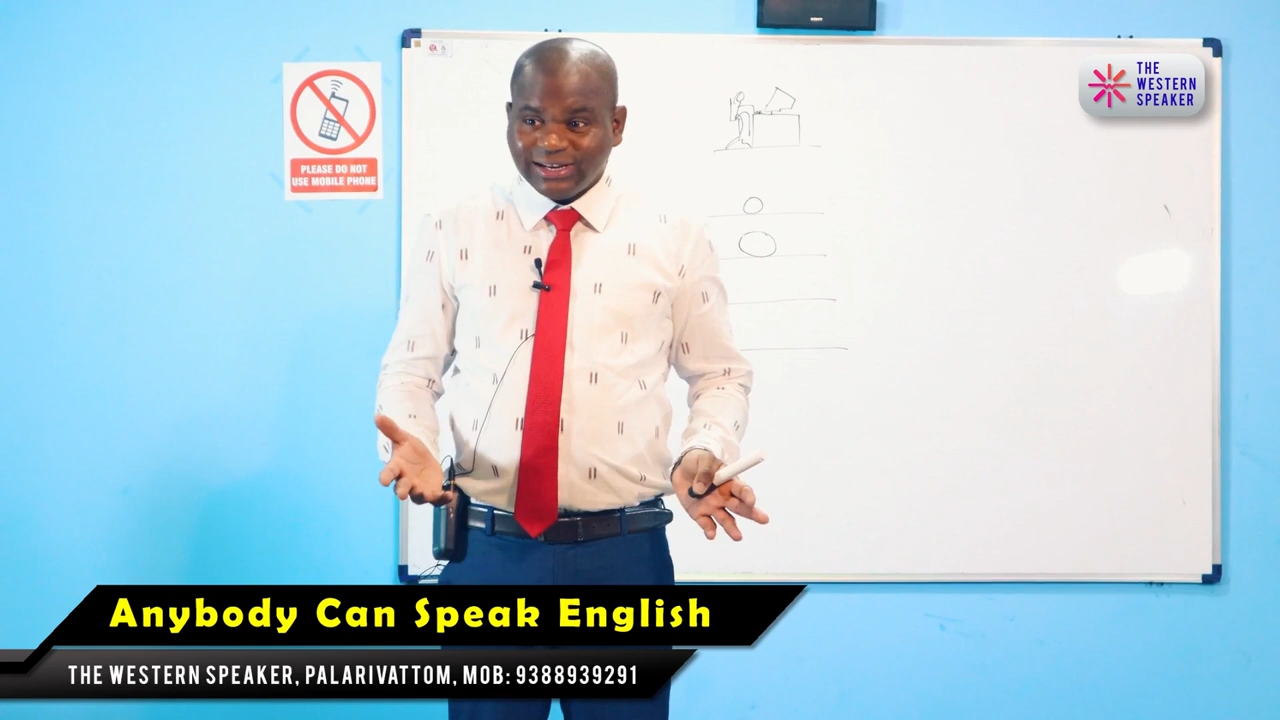 PLEASE DO NOT
USE MOBILE PHONE
THE
WESTERN
SPEAKER
Anybody Can Speak English
THE WESTERN SPEAKER, PALARIVATTOM, MOB: 9388939291